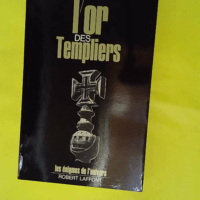 l'or
DES
Templiers
les énigmes de l'univers
ROBERT LAFFONT